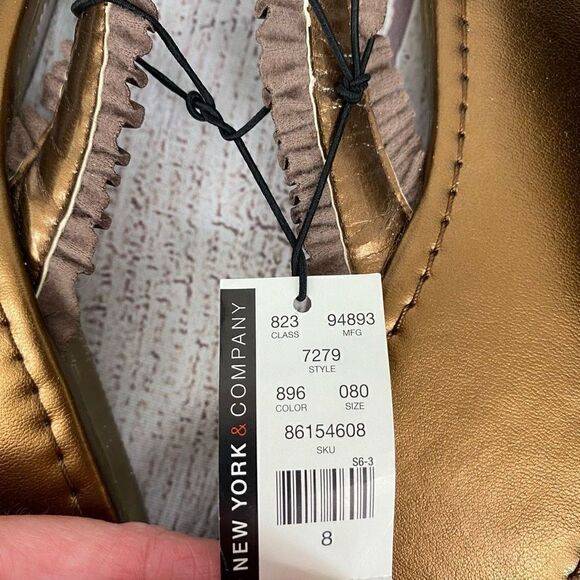 NEW YORK & COMPANY
823 94893
CLASS MFG
7279
STYLE
896 080
COLOR SIZE
86154608
SKU
S6-3
8